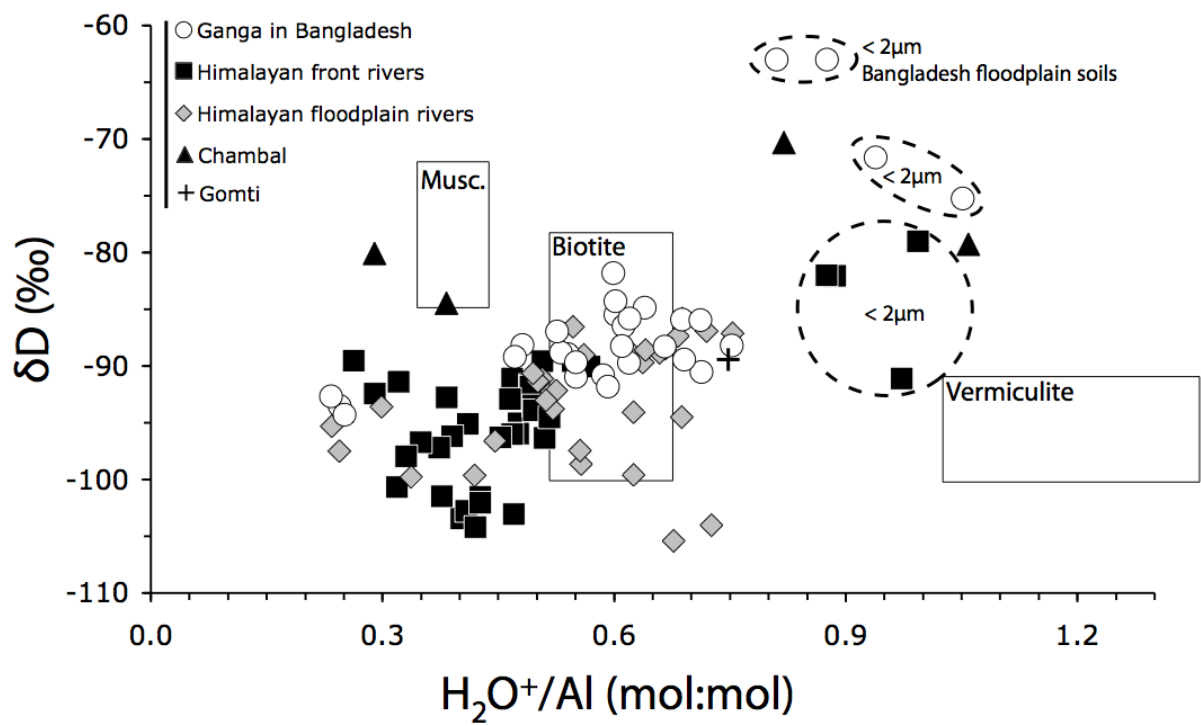 -60
-70
-80
-90
-100
-110
δD (‰)
Ganga in Bangladesh
Himalayan front rivers
Himalayan floodplain rivers
Chambal
Gomti
Musc.
Biotite
< 2μm
Bangladesh floodplain soils
< 2μm
< 2μm
Vermiculite
0.0 0.3 0.6 0.9 1.2
H₂O⁺/Al (mol:mol)